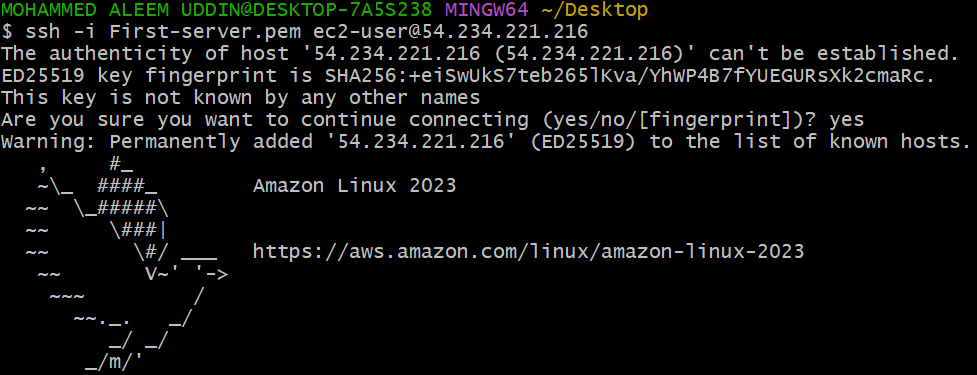 MOHAMMED ALEEM UDDIN@DESKTOP-7A5S238 MINGW64 ~/Desktop
$ ssh -i First-server.pem ec2-user@54.234.221.216
The authenticity of host '54.234.221.216 (54.234.221.216)' can't be established.
ED25519 key fingerprint is SHA256:+eiSwUkS7teb265lKva/YhWP4B7fYUEGURsXk2cmaRc.
This key is not known by any other names
Are you sure you want to continue connecting (yes/no/[fingerprint])? yes
Warning: Permanently added '54.234.221.216' (ED25519) to the list of known hosts.
   ,     #_
   ~\_  ####_        Amazon Linux 2023
  ~~  \_#####\
  ~~     \###|
  ~~       \#/ ___   https://aws.amazon.com/linux/amazon-linux-2023
   ~~       V~' '->
    ~~~         /
      ~~._.   _/
         _/ _/
       _/m/'